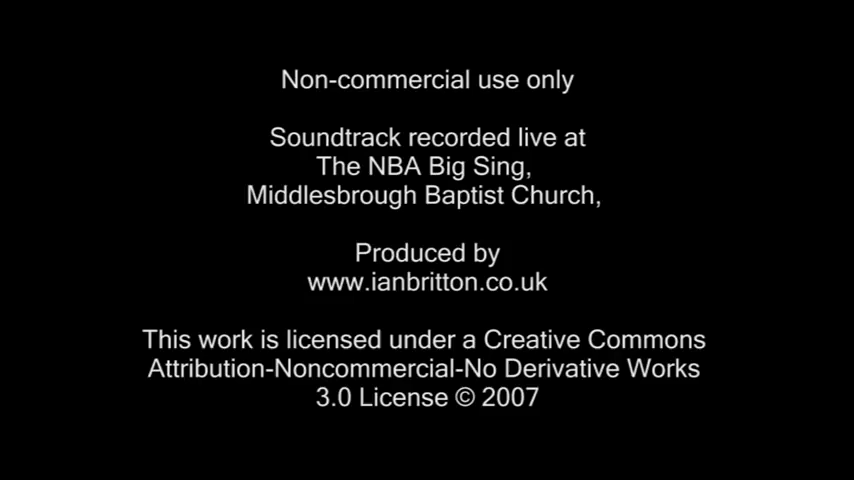 Non-commercial use only
Soundtrack recorded live at
The NBA Big Sing,
Middlesbrough Baptist Church,
Produced by
www.ianbritton.co.uk
This work is licensed under a Creative Commons
Attribution-Noncommercial-No Derivative Works
3.0 License © 2007